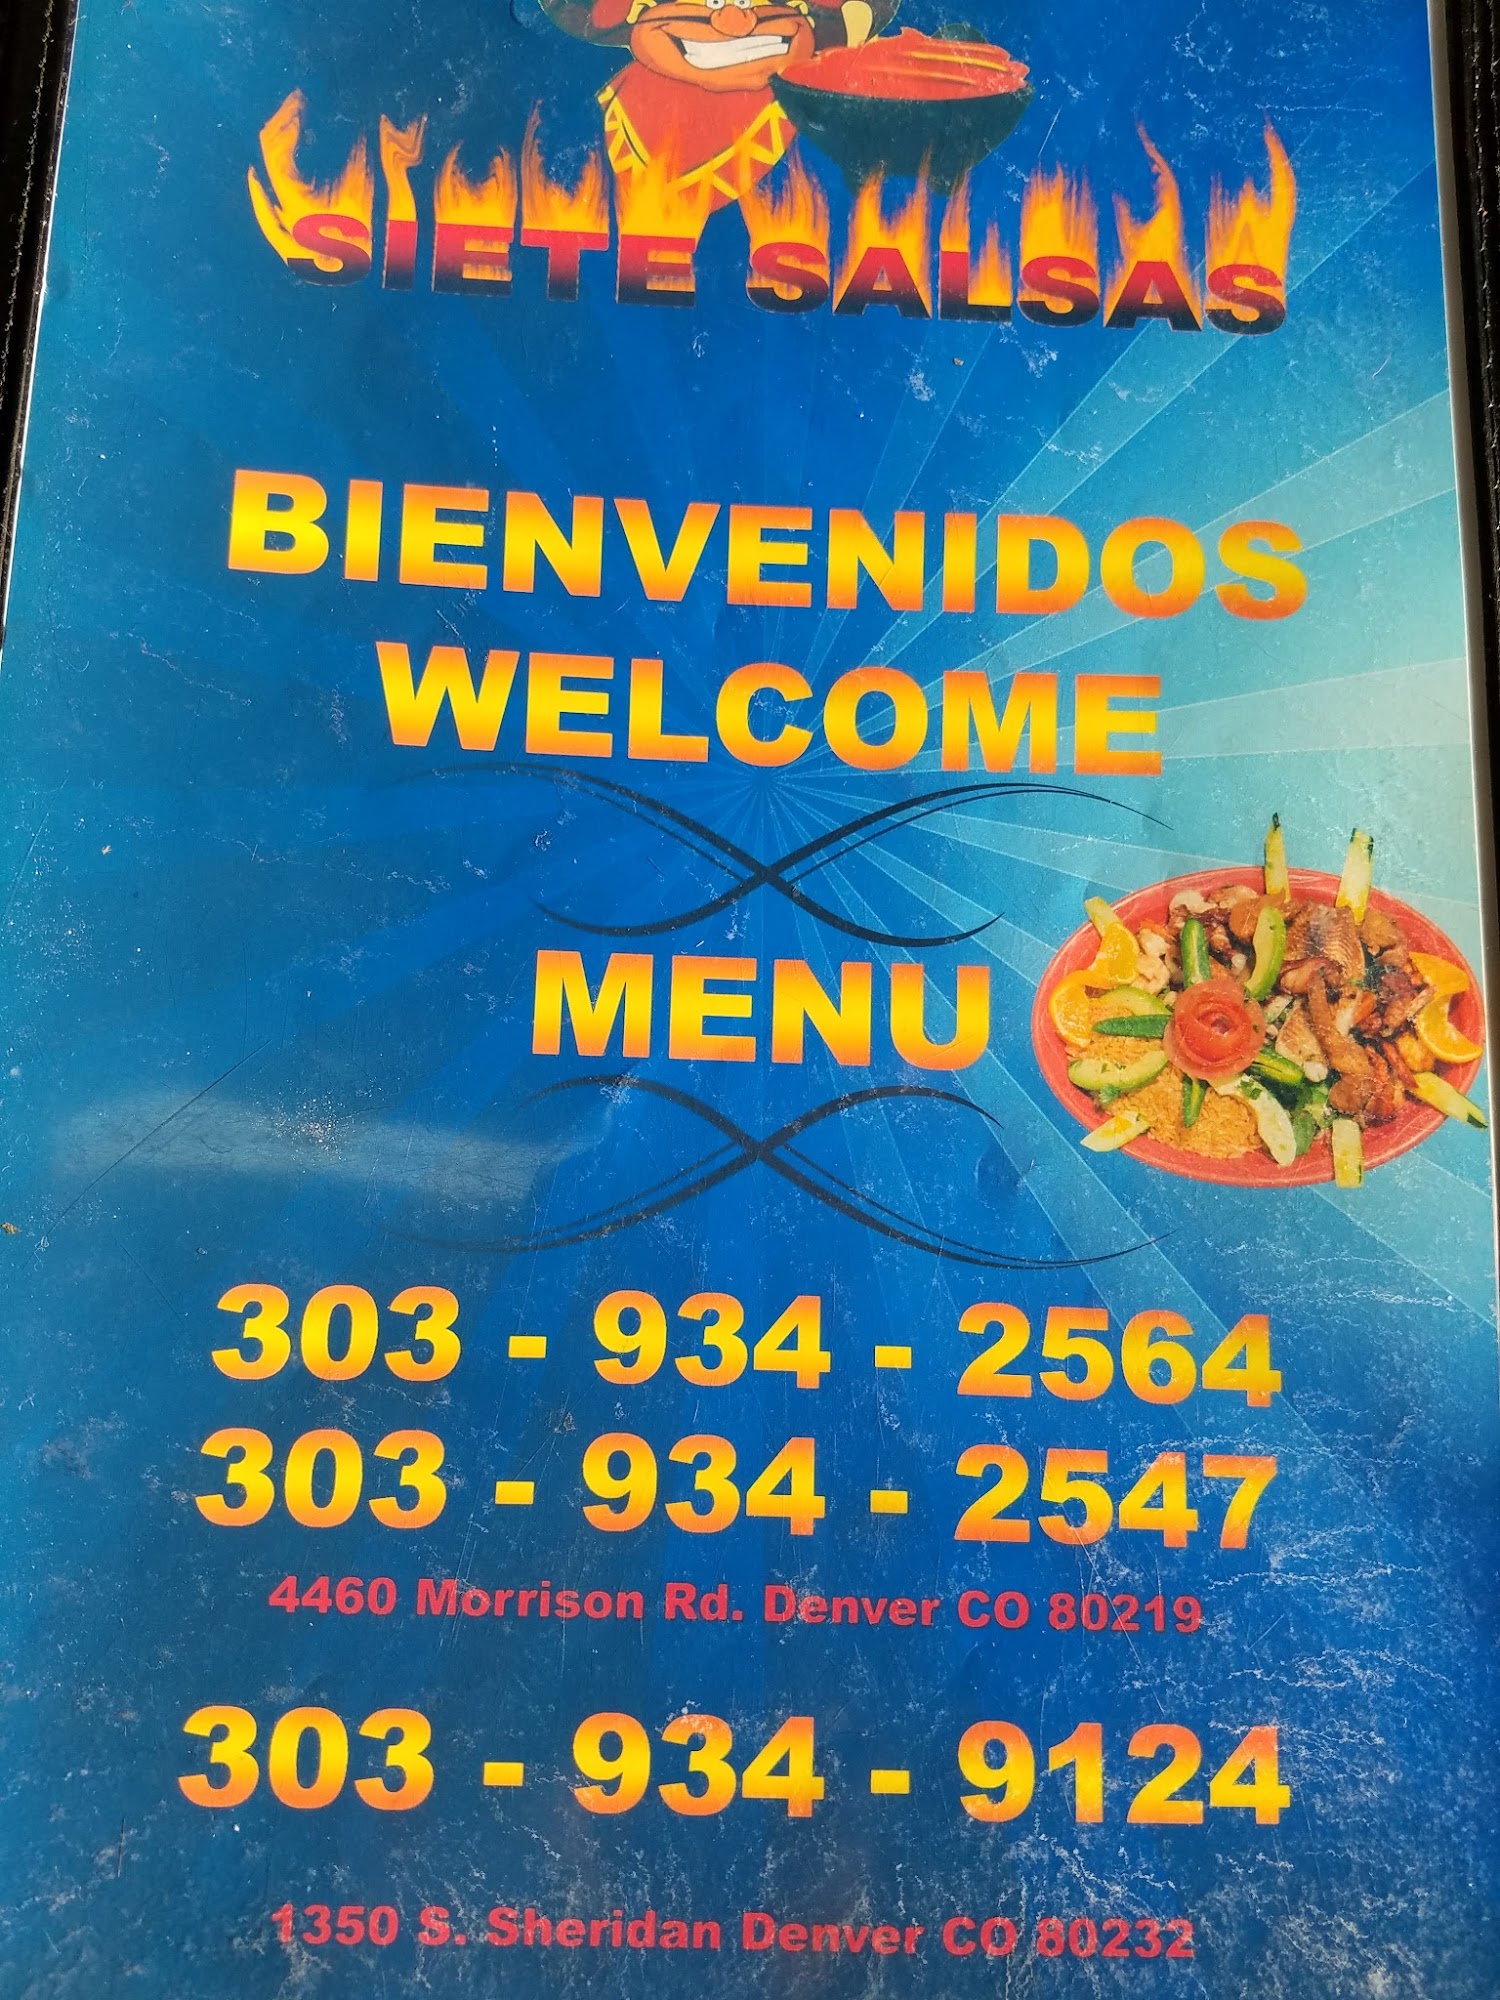 SIETE SALSAS
BIENVENIDOS
WELCOME
MENU
303 - 934 - 2564
303 - 934 - 2547
4460 Morrison Rd. Denver CO 80219
303 - 934 - 9124
1350 S. Sheridan Denver CO 80232